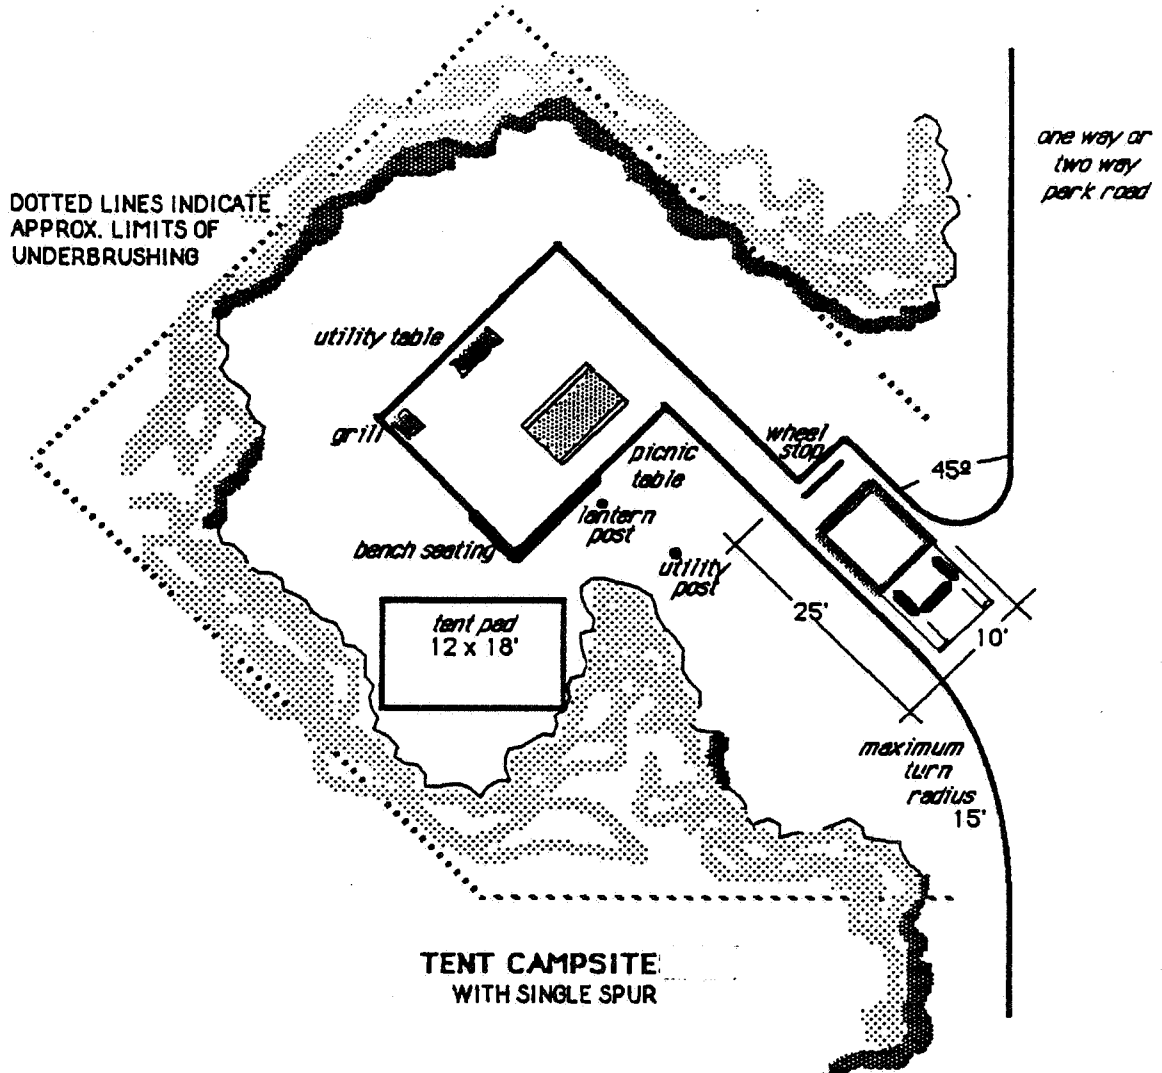 one way or
two way
park road
DOTTED LINES INDICATE
APPROX. LIMITS OF
UNDERBRUSHING
utility table
grill
wheel
stop
picnic
table
45º
lantern
post
bench seating
utility
post
25'
10'
tent pad
12 x 18'
maximum
turn
radius
15'
TENT CAMPSITE
WITH SINGLE SPUR